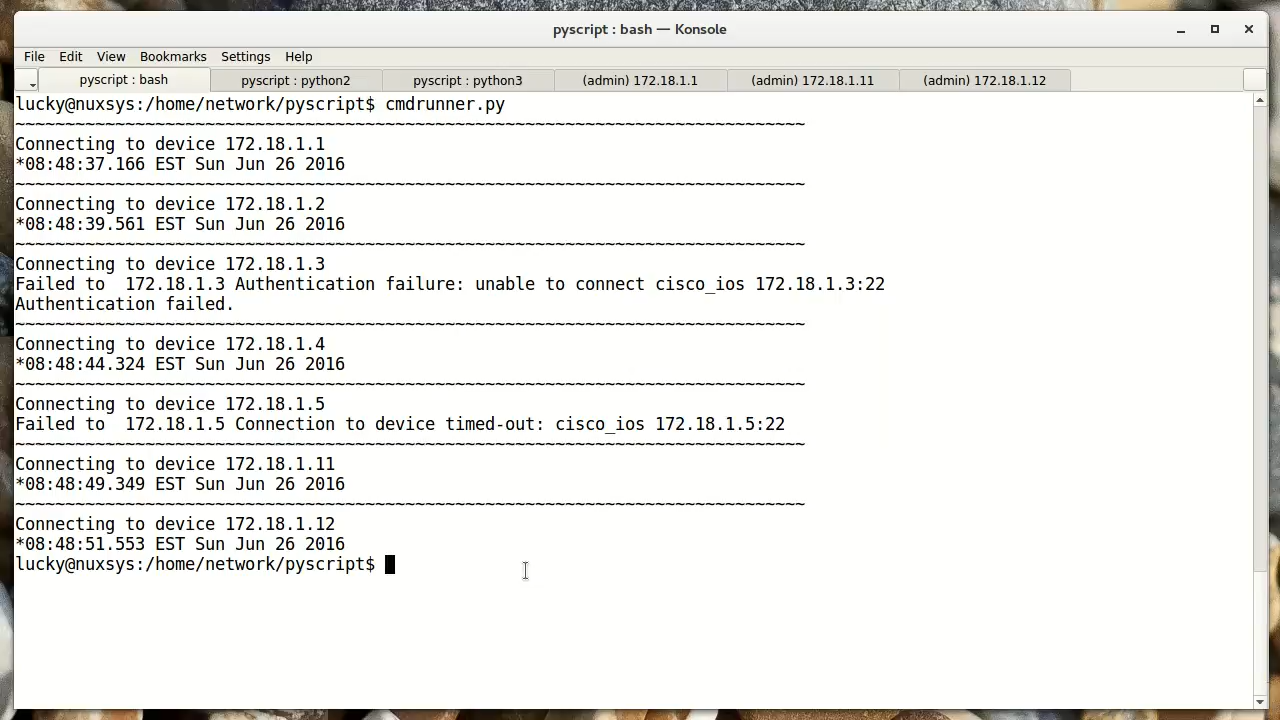 pyscript : bash — Konsole
File Edit View Bookmarks Settings Help
pyscript : bash pyscript : python2 pyscript : python3 (admin) 172.18.1.1 (admin) 172.18.1.11 (admin) 172.18.1.12
lucky@nuxsys:/home/network/pyscript$ cmdrunner.py
~~~~~~~~~~~~~~~~~~~~~~~~~~~~~~~~~~~~~~~~~~~~~~~~~~~~~~~~~~~~~~~~~~~~~~~~~~~~~~~
Connecting to device 172.18.1.1
*08:48:37.166 EST Sun Jun 26 2016
~~~~~~~~~~~~~~~~~~~~~~~~~~~~~~~~~~~~~~~~~~~~~~~~~~~~~~~~~~~~~~~~~~~~~~~~~~~~~~~
Connecting to device 172.18.1.2
*08:48:39.561 EST Sun Jun 26 2016
~~~~~~~~~~~~~~~~~~~~~~~~~~~~~~~~~~~~~~~~~~~~~~~~~~~~~~~~~~~~~~~~~~~~~~~~~~~~~~~
Connecting to device 172.18.1.3
Failed to  172.18.1.3 Authentication failure: unable to connect cisco_ios 172.18.1.3:22
Authentication failed.
~~~~~~~~~~~~~~~~~~~~~~~~~~~~~~~~~~~~~~~~~~~~~~~~~~~~~~~~~~~~~~~~~~~~~~~~~~~~~~~
Connecting to device 172.18.1.4
*08:48:44.324 EST Sun Jun 26 2016
~~~~~~~~~~~~~~~~~~~~~~~~~~~~~~~~~~~~~~~~~~~~~~~~~~~~~~~~~~~~~~~~~~~~~~~~~~~~~~~
Connecting to device 172.18.1.5
Failed to  172.18.1.5 Connection to device timed-out: cisco_ios 172.18.1.5:22
~~~~~~~~~~~~~~~~~~~~~~~~~~~~~~~~~~~~~~~~~~~~~~~~~~~~~~~~~~~~~~~~~~~~~~~~~~~~~~~
Connecting to device 172.18.1.11
*08:48:49.349 EST Sun Jun 26 2016
~~~~~~~~~~~~~~~~~~~~~~~~~~~~~~~~~~~~~~~~~~~~~~~~~~~~~~~~~~~~~~~~~~~~~~~~~~~~~~~
Connecting to device 172.18.1.12
*08:48:51.553 EST Sun Jun 26 2016
lucky@nuxsys:/home/network/pyscript$